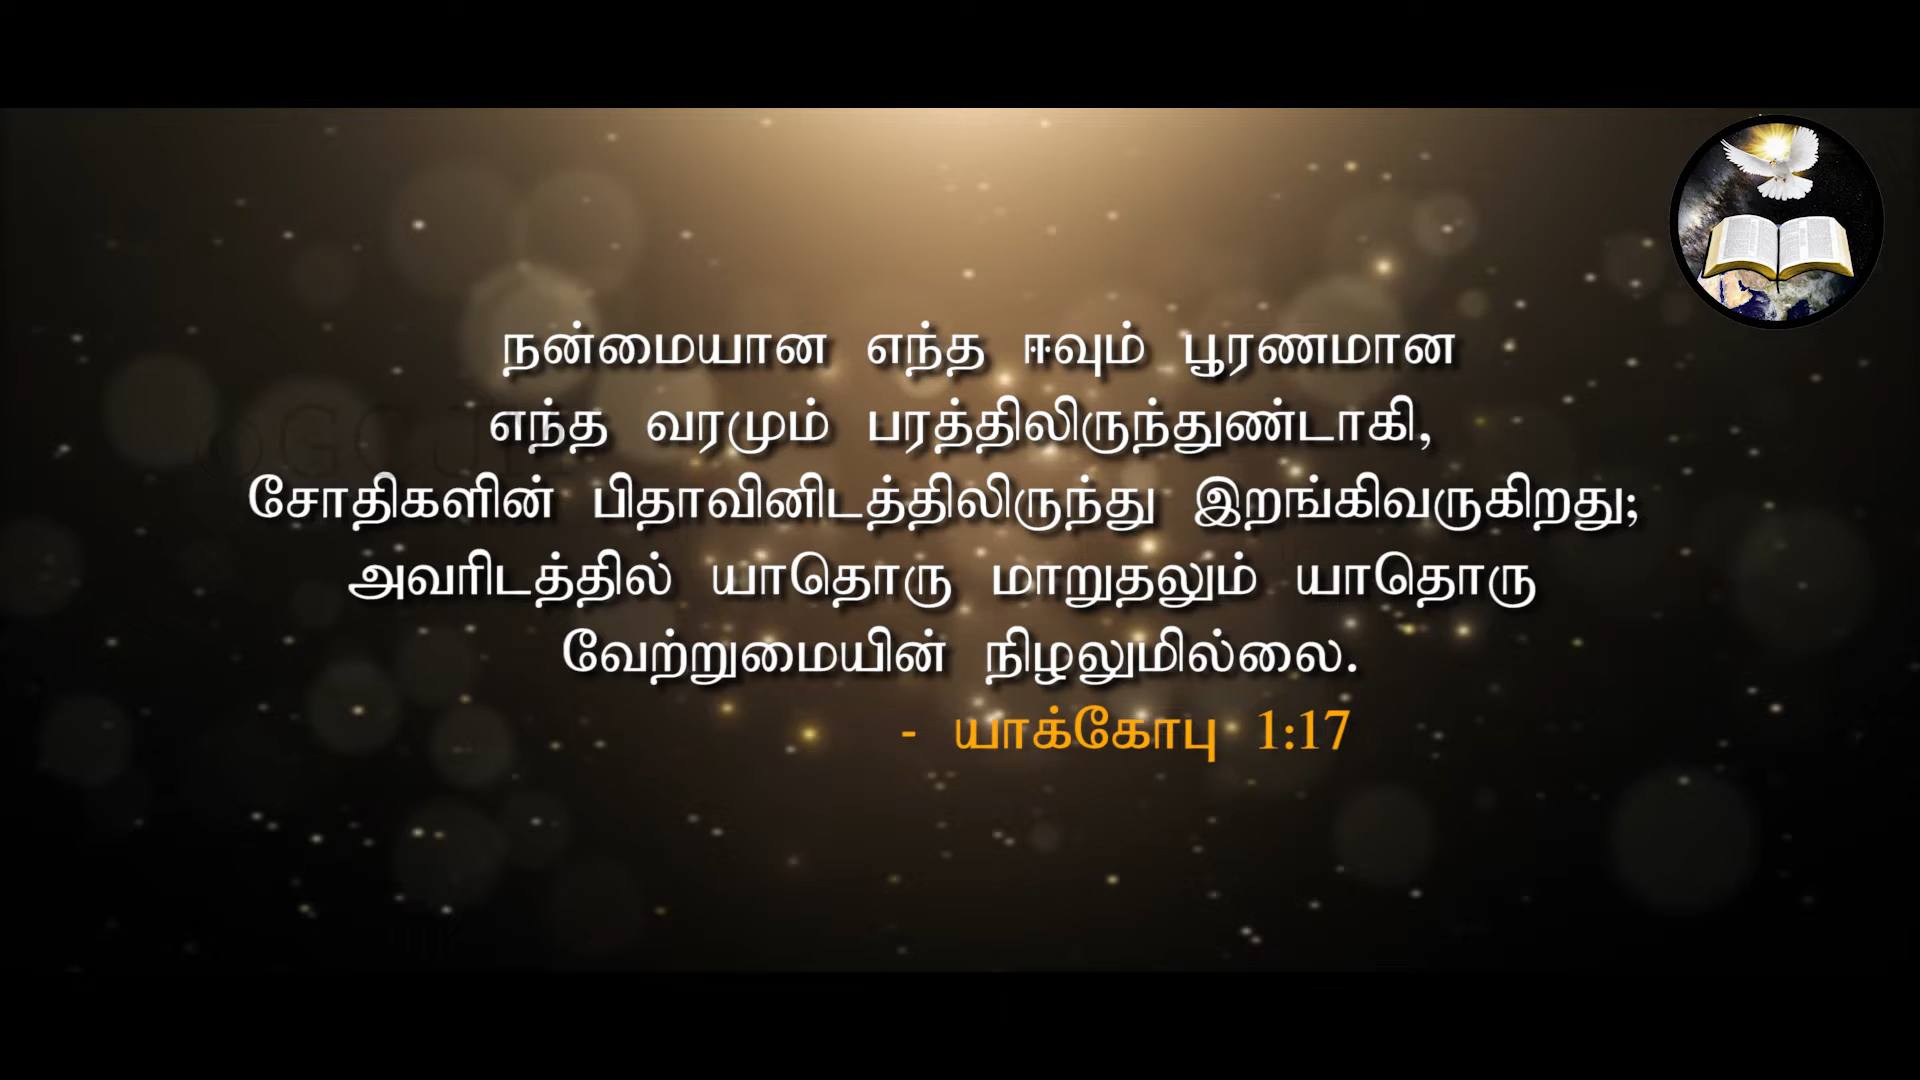 நன்மையான எந்த ஈவும் பூரணமான
எந்த வரமும் பரத்திலிருந்துண்டாகி,
சோதிகளின் பிதாவினிடத்திலிருந்து இறங்கிவருகிறது;
அவரிடத்தில் யாதொரு மாறுதலும் யாதொரு
வேற்றுமையின் நிழலுமில்லை.
- யாக்கோபு 1:17